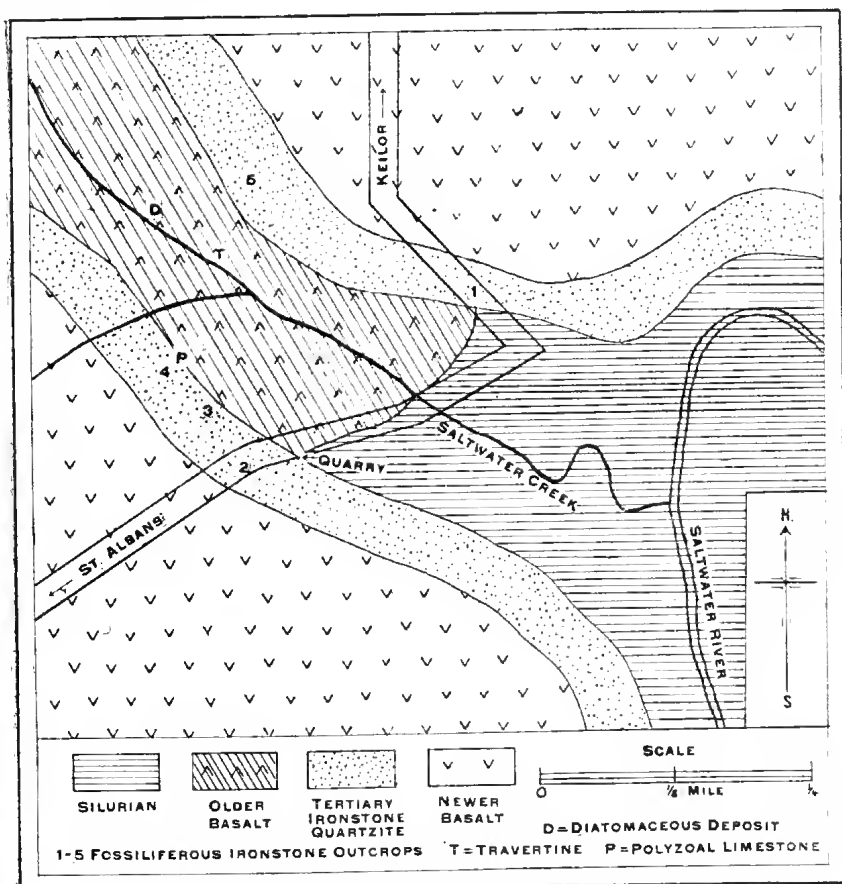 KEILOR
5
D
T
1
P
4
3
2
QUARRY
SALTWATER CREEK
ST. ALBANS
SALTWATER RIVER
N.
S
SILURIAN
OLDER
BASALT
TERTIARY
IRONSTONE
QUARTZITE
NEWER
BASALT
SCALE
0 1/8 MILE 1/4
D=DIATOMACEOUS DEPOSIT
1-5 FOSSILIFEROUS IRONSTONE OUTCROPS T=TRAVERTINE P=POLYZOAL LIMESTONE